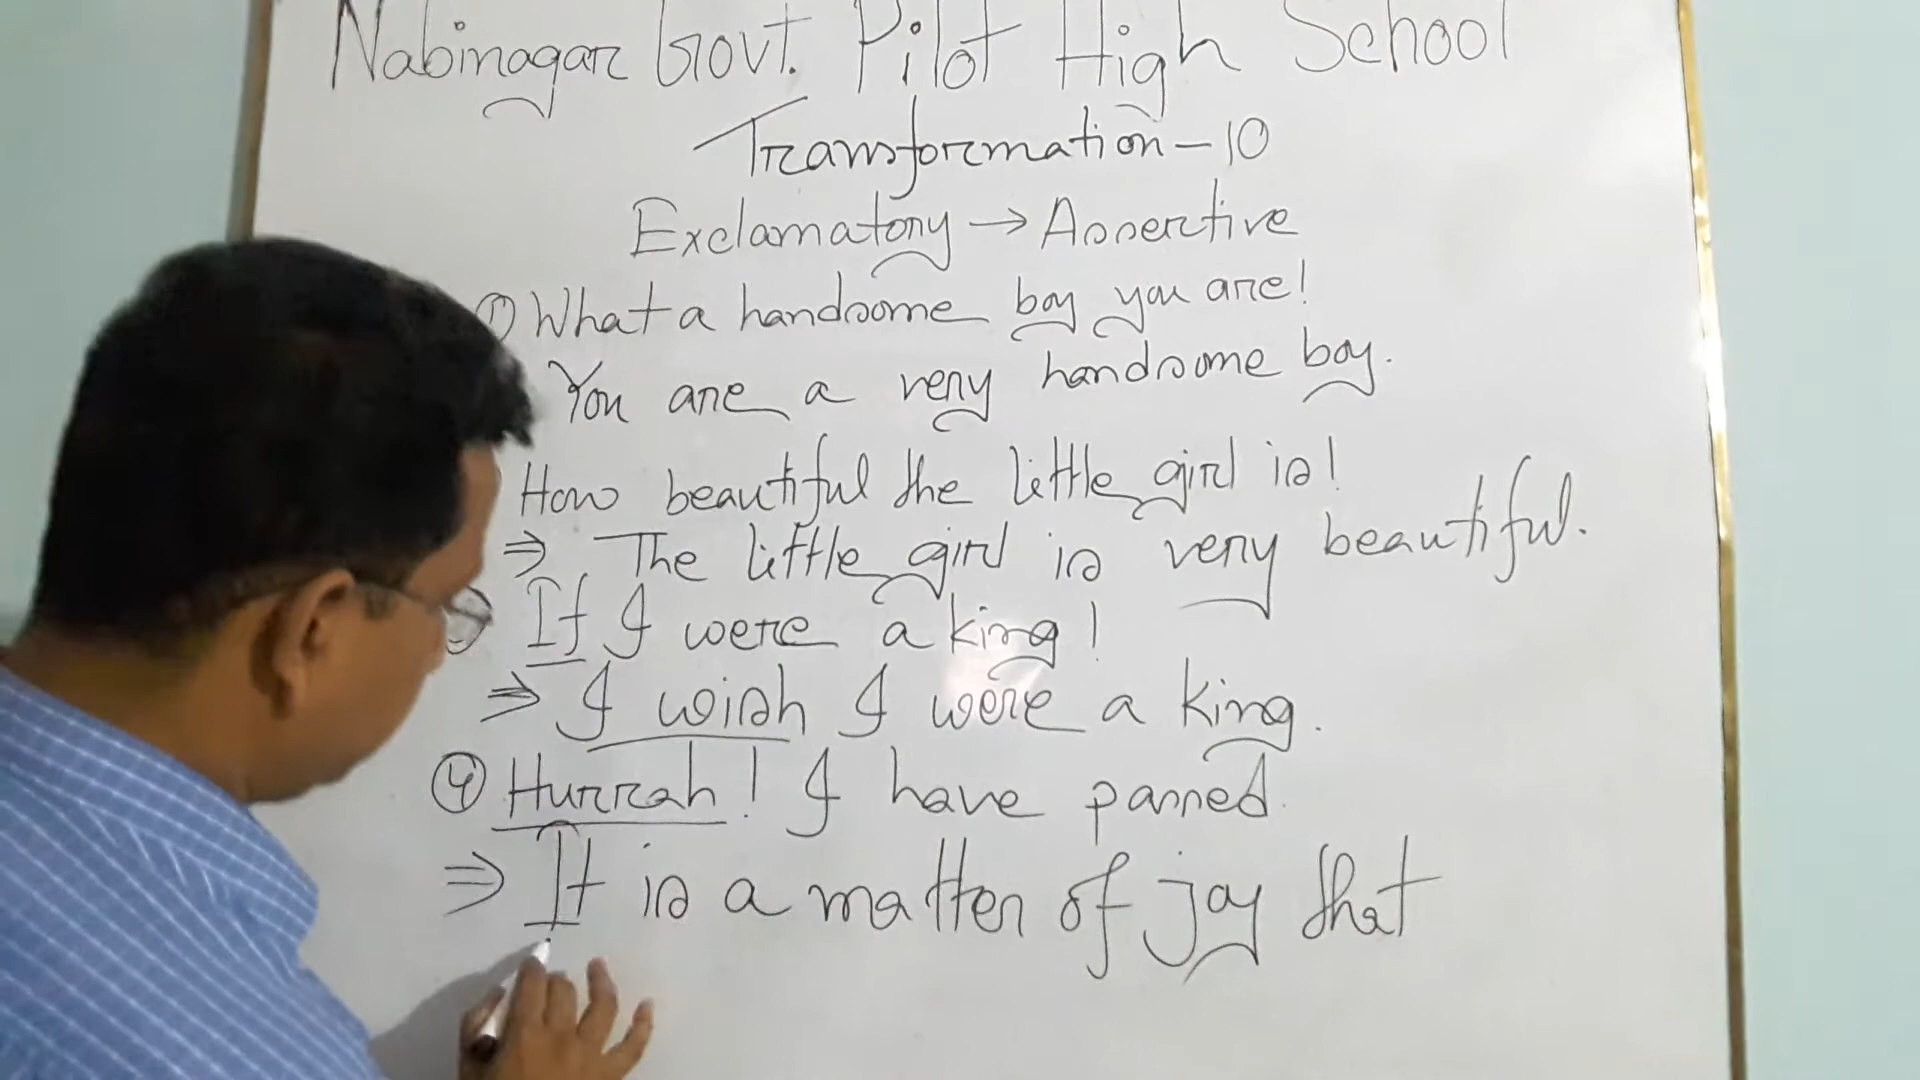 Nabinagar Govt. Pilot High School
Transformation-10
Exclamatory → Assertive
① What a handsome boy you are!
You are a very handsome boy.
How beautiful the little girl is!
⇒ The little girl is very beautiful.
If I were a king!
⇒ I wish I were a king.
④ Hurrah! I have passed.
⇒ It is a matter of joy that